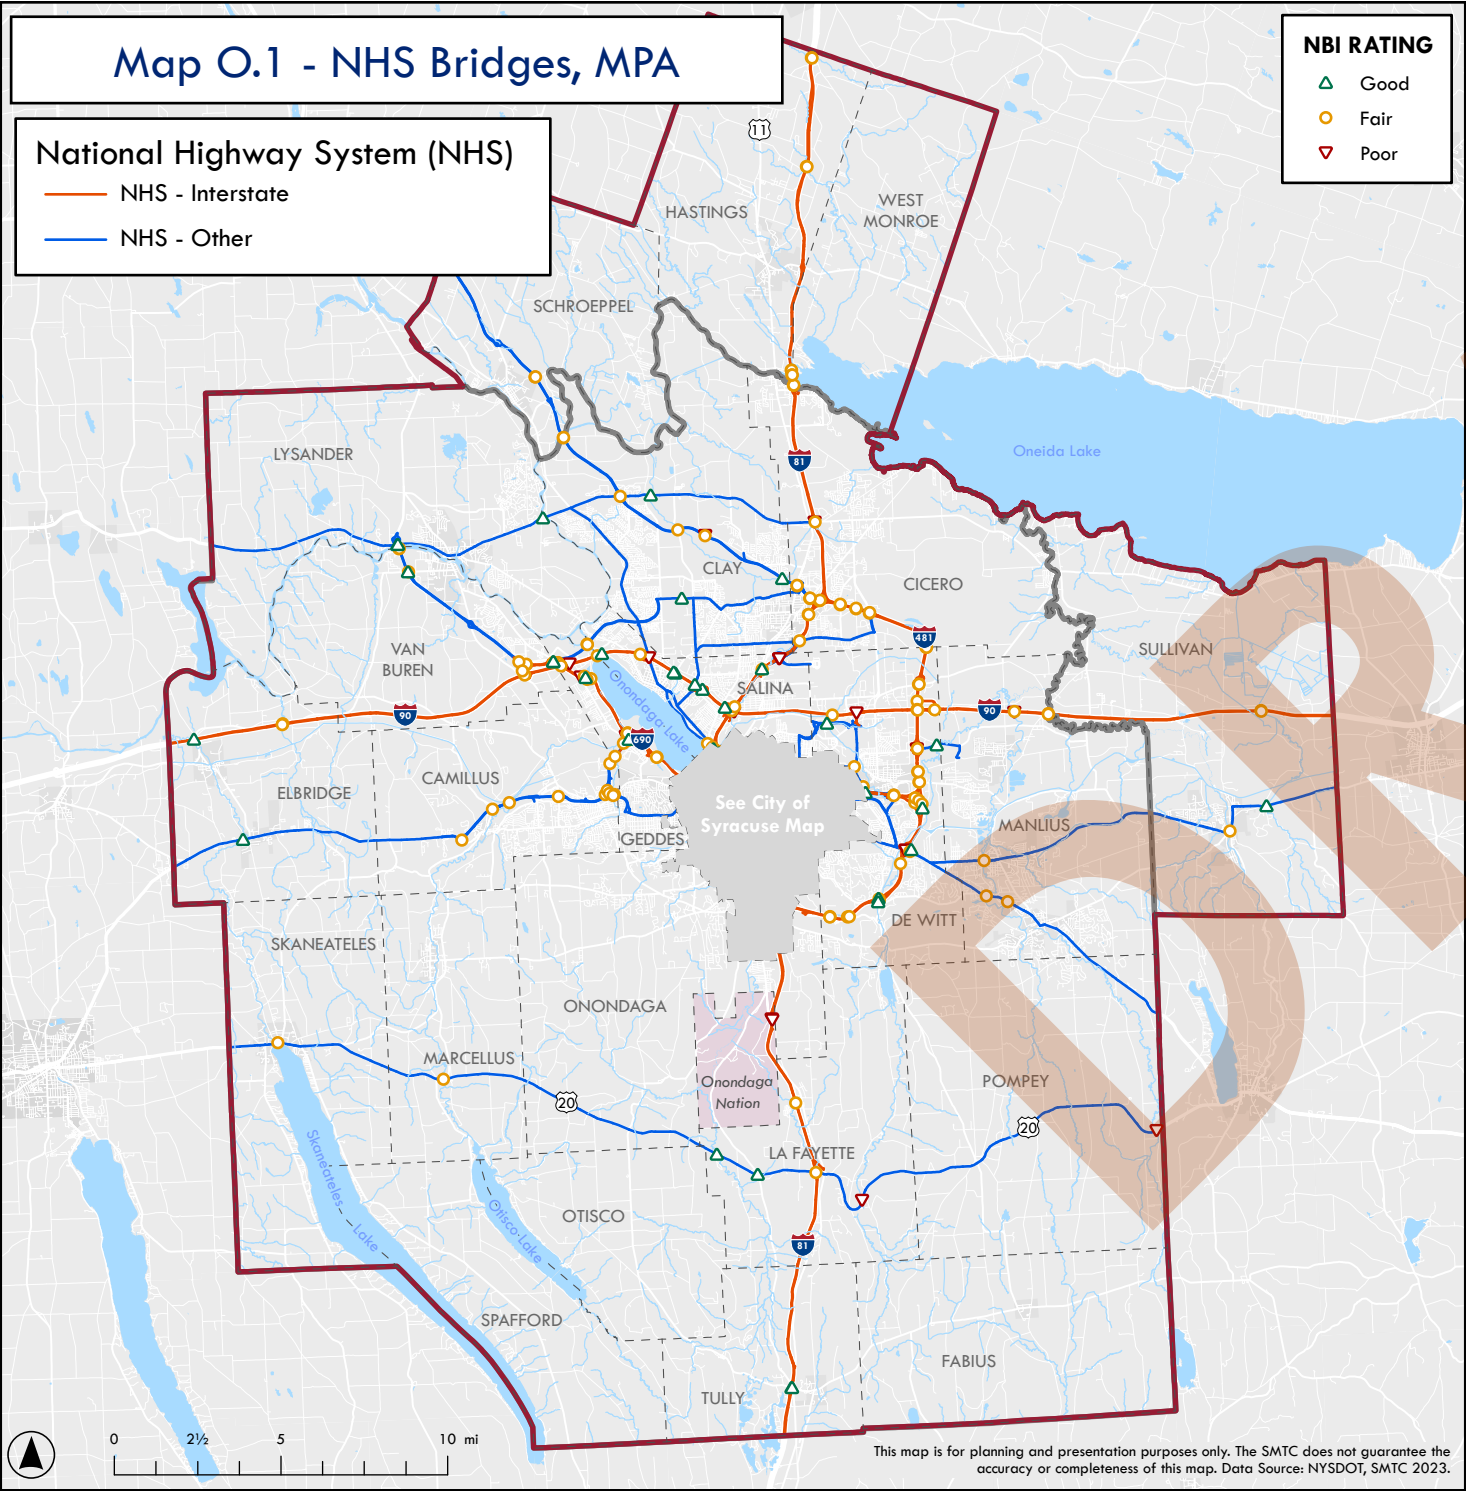 Map O.1 - NHS Bridges, MPA
NBI RATING
Good
Fair
Poor
National Highway System (NHS)
NHS - Interstate
NHS - Other
11
HASTINGS
WEST
MONROE
SCHROEPPEL
LYSANDER
81
Oneida Lake
CLAY
CICERO
481
VAN
BUREN
SULLIVAN
Onondaga Lake
SALINA
90
90
690
CAMILLUS
ELBRIDGE
See City of
Syracuse Map
MANLIUS
GEDDES
DE WITT
SKANEATELES
ONONDAGA
MARCELLUS
Onondaga
Nation
POMPEY
20
20
LA FAYETTE
Skaneateles Lake
Otisco Lake
OTISCO
81
SPAFFORD
FABIUS
TULLY
0 2½ 5 10 mi
This map is for planning and presentation purposes only. The SMTC does not guarantee the
accuracy or completeness of this map. Data Source: NYSDOT, SMTC 2023.
DR